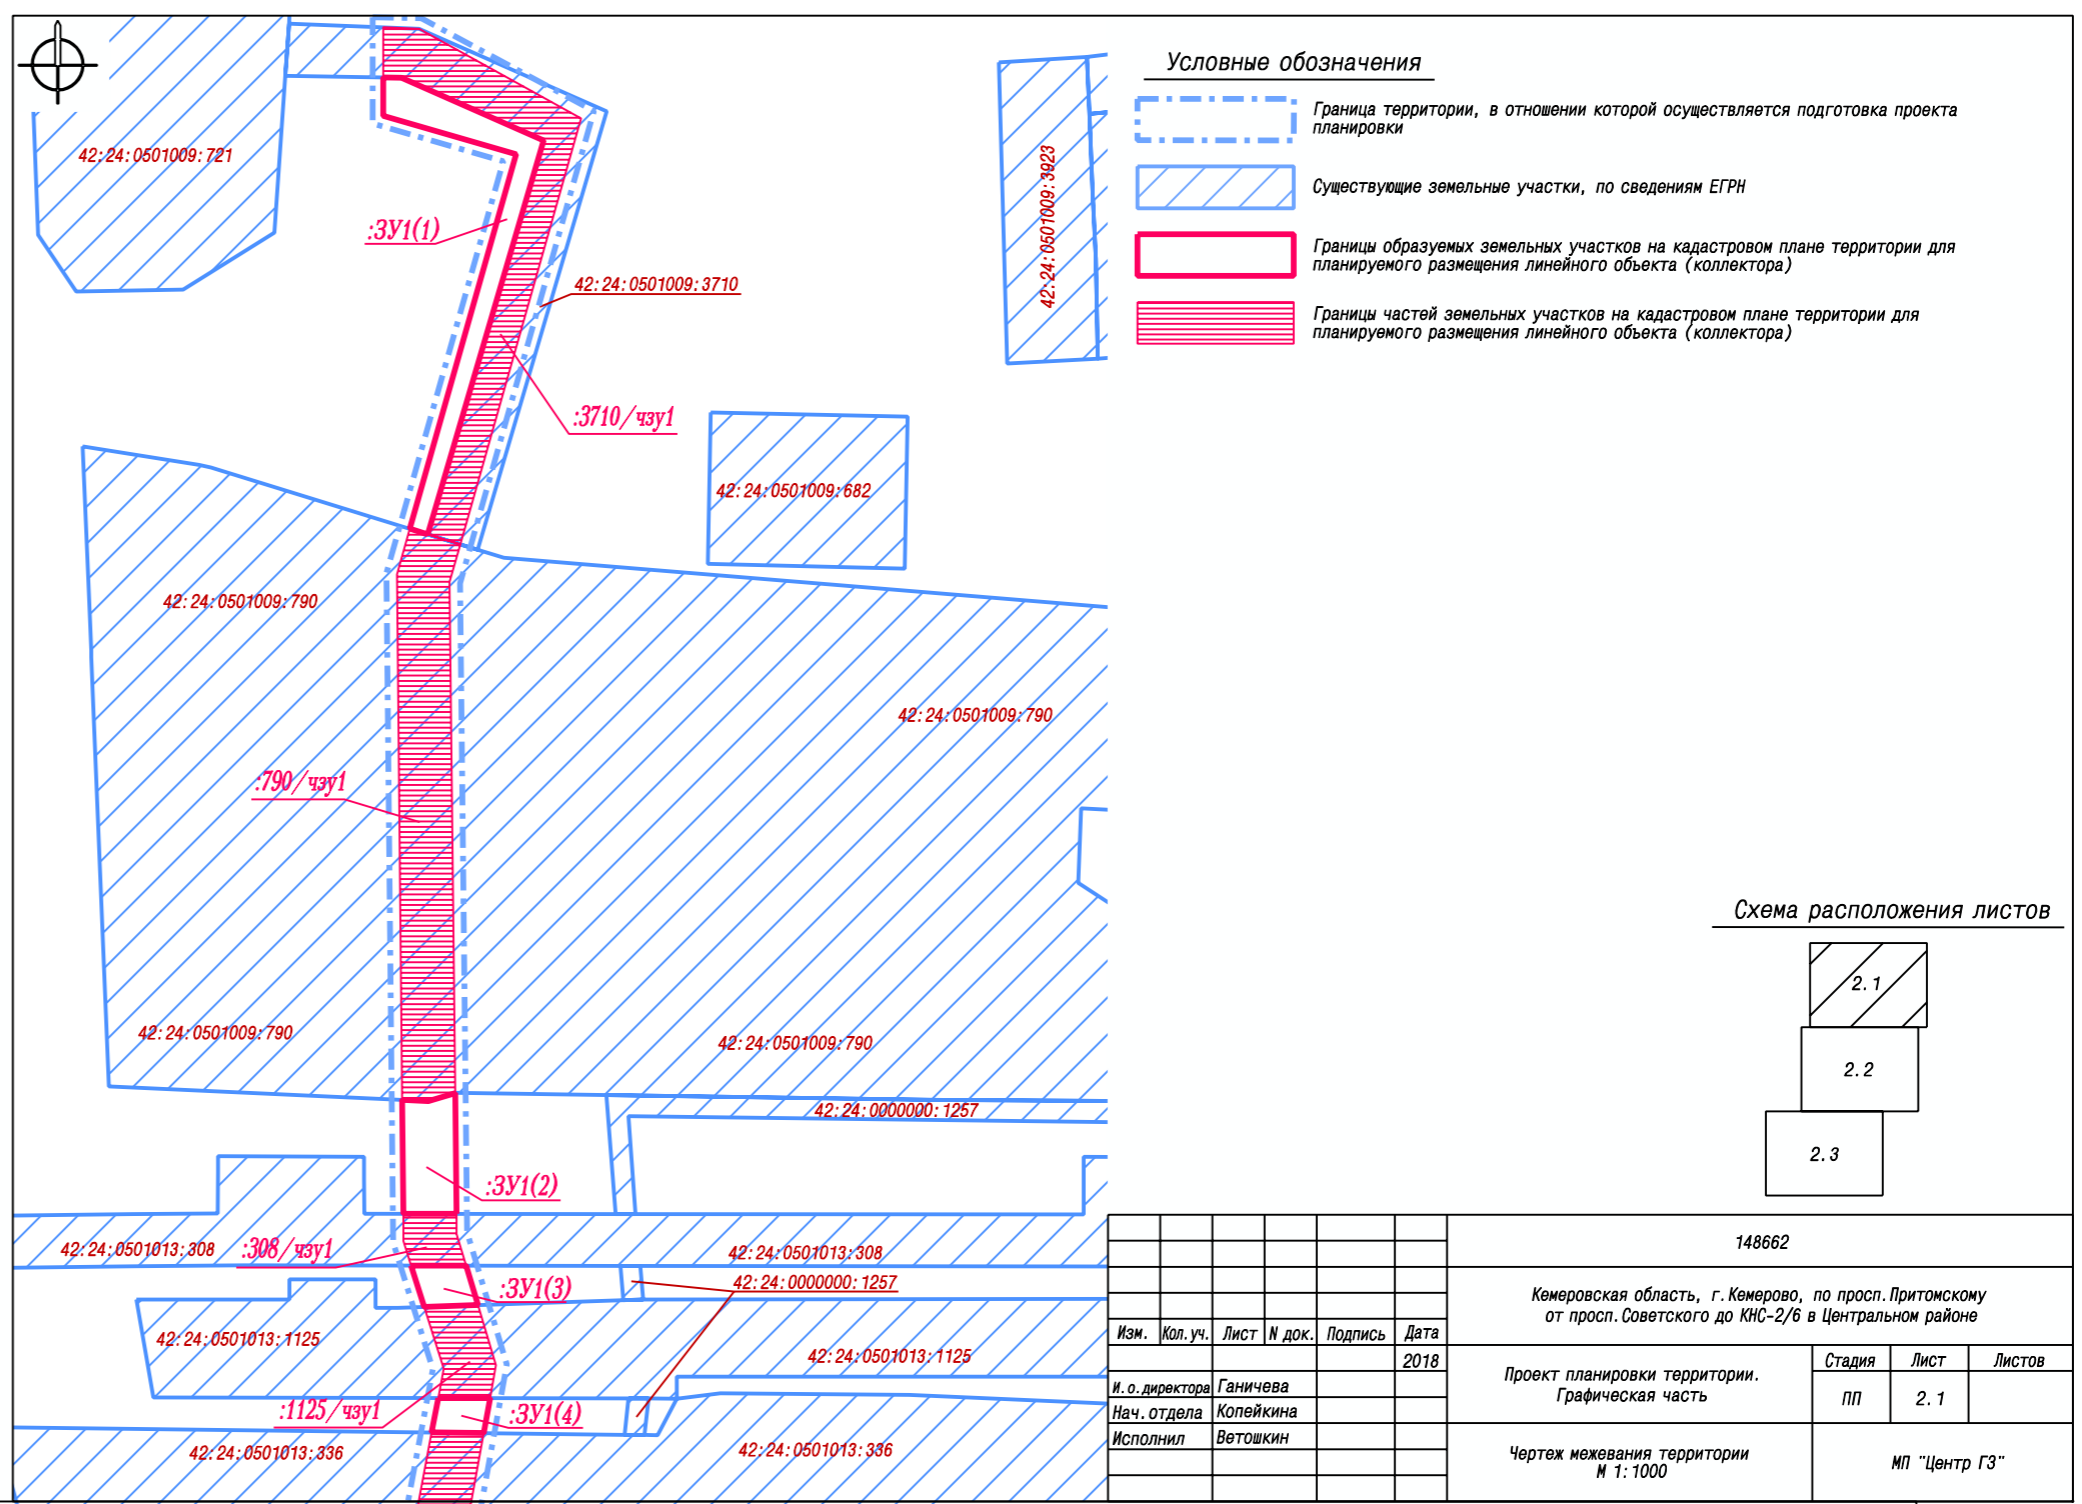 42:24:0501009:721
:ЗУ1(1)
42:24:0501009:3710
:3710/чзу1
42:24:0501009:3923
42:24:0501009:682
42:24:0501009:790
42:24:0501009:790
:790/чзу1
42:24:0501009:790
42:24:0501009:790
42:24:0000000:1257
:ЗУ1(2)
42:24:0501013:308
:308/чзу1
42:24:0501013:308
42:24:0000000:1257
:ЗУ1(3)
42:24:0501013:1125
42:24:0501013:1125
:1125/чзу1
:ЗУ1(4)
42:24:0501013:336
42:24:0501013:336
Условные обозначения
Граница территории, в отношении которой осуществляется подготовка проекта
планировки
Существующие земельные участки, по сведениям ЕГРН
Границы образуемых земельных участков на кадастровом плане территории для
планируемого размещения линейного объекта (коллектора)
Границы частей земельных участков на кадастровом плане территории для
планируемого размещения линейного объекта (коллектора)
Схема расположения листов
2.1
2.2
2.3
148662
Кемеровская область, г.Кемерово, по просп.Притомскому
от просп.Советского до КНС-2/6 в Центральном районе
Изм. Кол.уч. Лист N док. Подпись Дата
2018
Проект планировки территории.
Графическая часть
Стадия Лист Листов
ПП 2.1
И.о.директора Ганичева
Нач.отдела Копейкина
Исполнил Ветошкин
Чертеж межевания территории
М 1:1000
МП "Центр ГЗ"